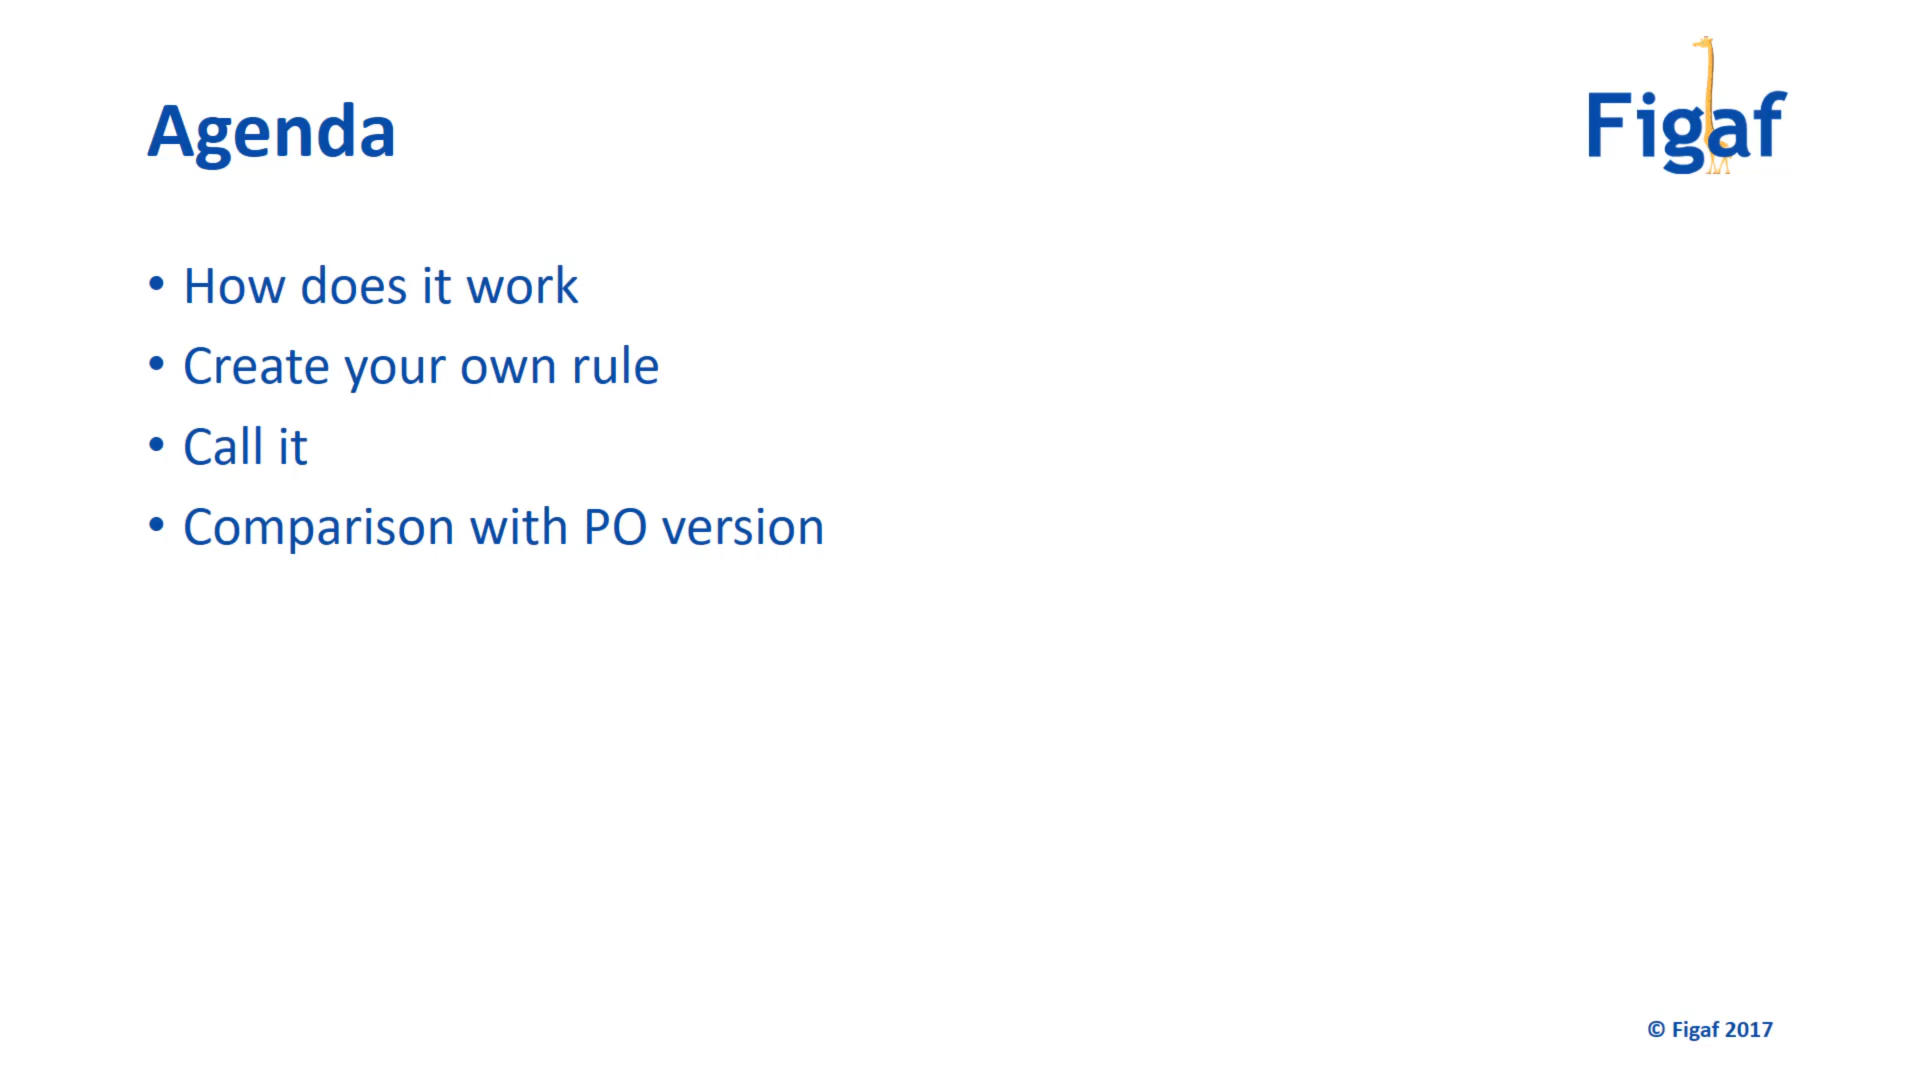 Agenda
Figaf
• How does it work
• Create your own rule
• Call it
• Comparison with PO version
© Figaf 2017